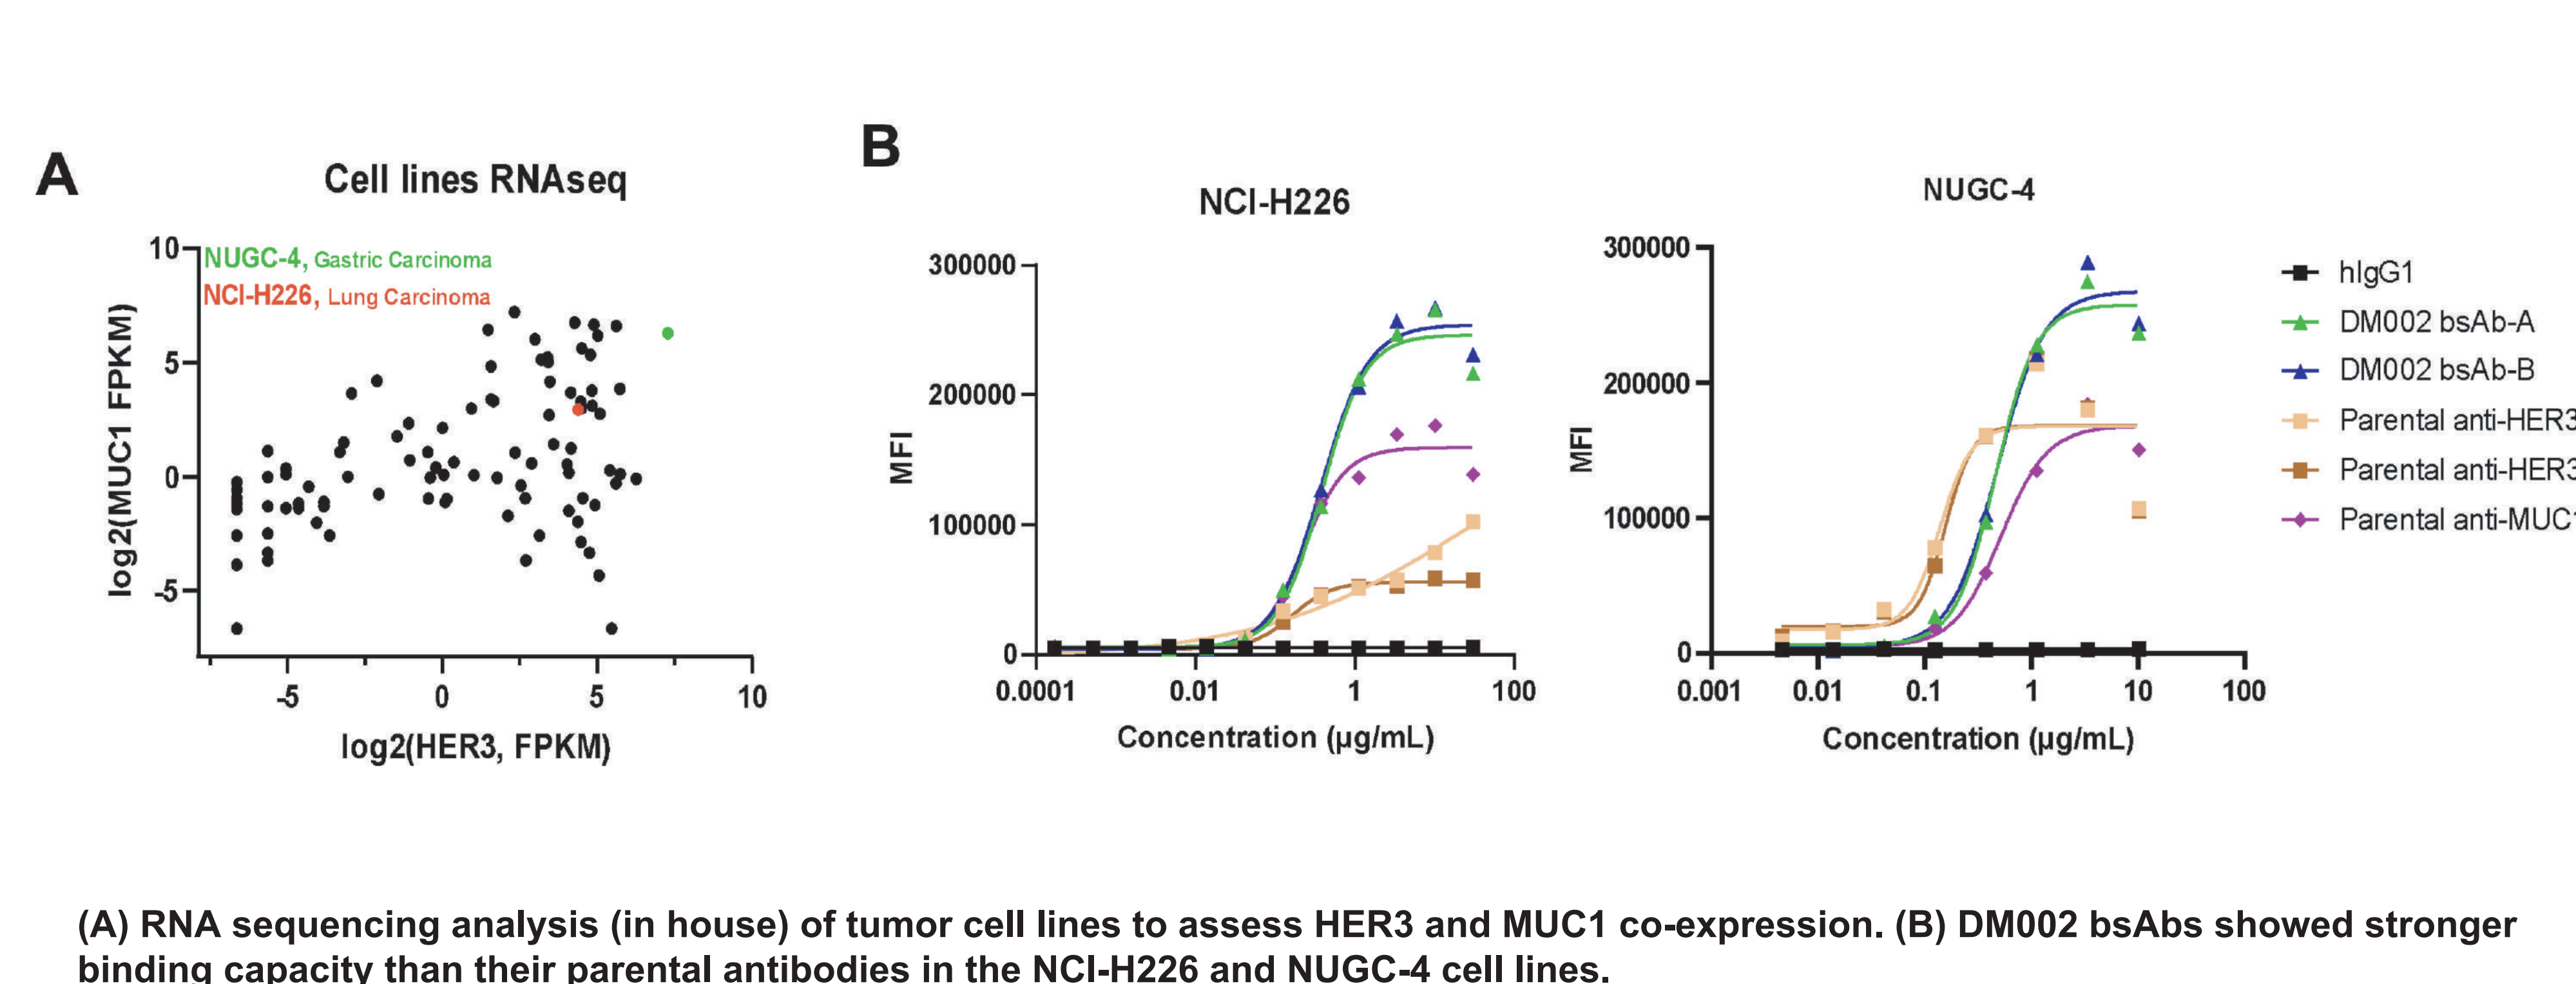 A
Cell lines RNAseq
NUGC-4, Gastric Carcinoma
NCI-H226, Lung Carcinoma
log2(MUC1 FPKM)
10
5
0
-5
-5 0 5 10
log2(HER3, FPKM)
B
NCI-H226
MFI
300000
200000
100000
0
0.0001 0.01 1 100
Concentration (µg/mL)
NUGC-4
MFI
300000
200000
100000
0
0.001 0.01 0.1 1 10 100
Concentration (µg/mL)
hIgG1
DM002 bsAb-A
DM002 bsAb-B
Parental anti-HER3
Parental anti-HER3
Parental anti-MUC1
(A) RNA sequencing analysis (in house) of tumor cell lines to assess HER3 and MUC1 co-expression. (B) DM002 bsAbs showed stronger
binding capacity than their parental antibodies in the NCI-H226 and NUGC-4 cell lines.